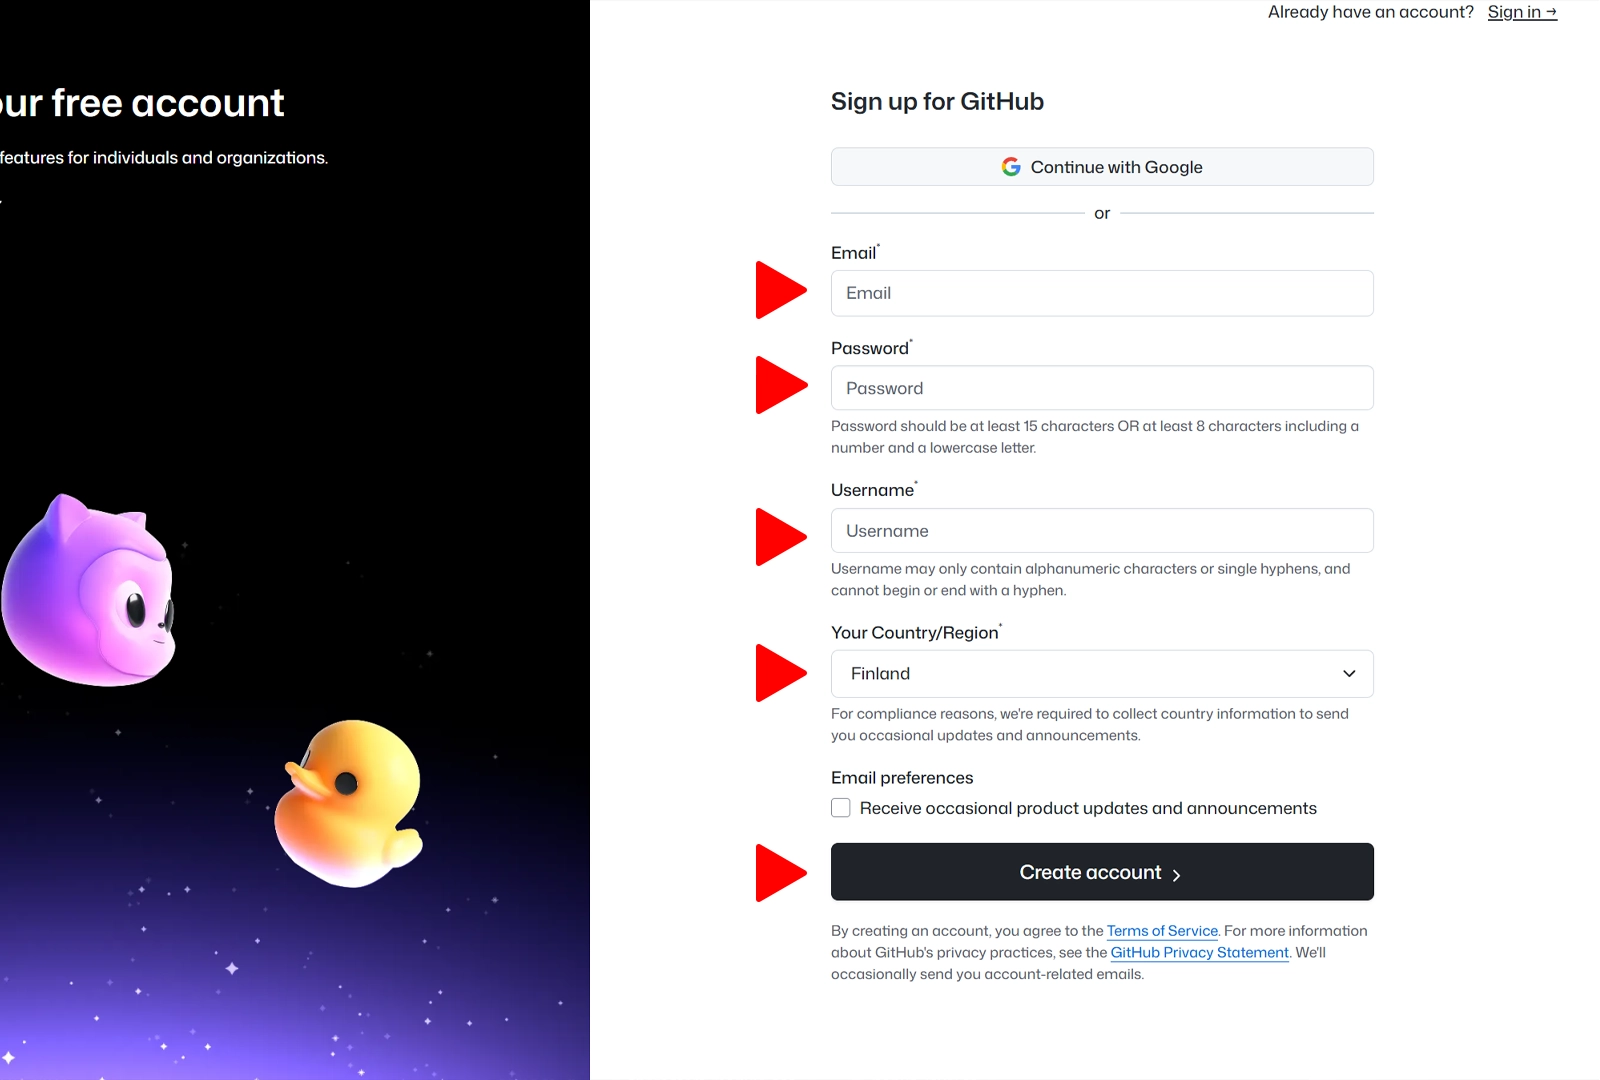 Already have an account? Sign in →
our free account
features for individuals and organizations.
Sign up for GitHub
Continue with Google
or
Email*
Email
Password*
Password
Password should be at least 15 characters OR at least 8 characters including a
number and a lowercase letter.
Username*
Username
Username may only contain alphanumeric characters or single hyphens, and
cannot begin or end with a hyphen.
Your Country/Region*
Finland
For compliance reasons, we're required to collect country information to send
you occasional updates and announcements.
Email preferences
Receive occasional product updates and announcements
Create account
By creating an account, you agree to the Terms of Service. For more information
about GitHub's privacy practices, see the GitHub Privacy Statement. We'll
occasionally send you account-related emails.